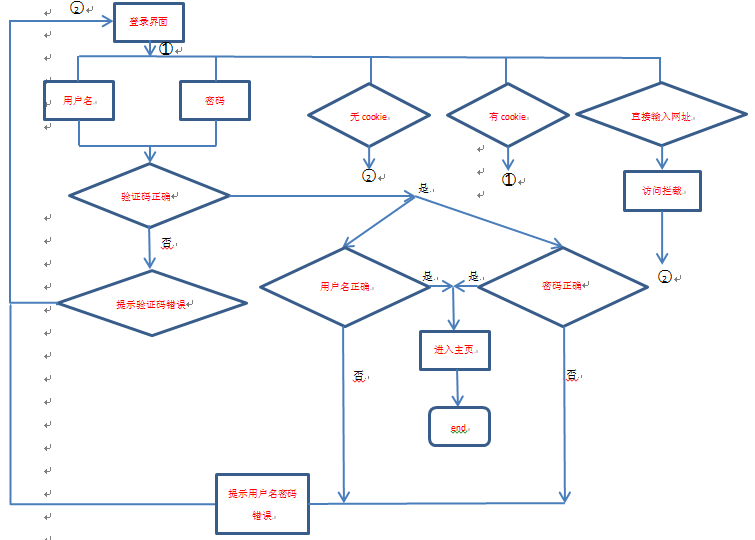 ②
登录界面
①
用户名
密码
无 cookie
有 cookie
直接输入网址
②
①
访问拦截
验证码正确
是
否
②
提示验证码错误
用户名正确
是
是
密码正确
进入主页
否
否
end
提示用户名密码
错误